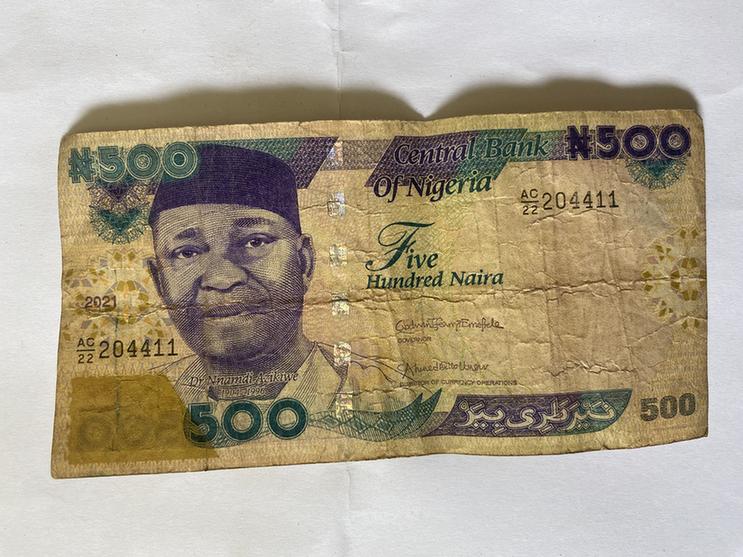 ₦500
Central Bank
Of Nigeria
₦500
AC/22 204411
Five
Hundred Naira
2021
AC/22 204411
GOVERNOR
DIRECTOR OF CURRENCY OPERATIONS
Dr Nnamdi Azikiwe
1904-1996
500
نَيْرَ دَرِي بِيَرْ
500